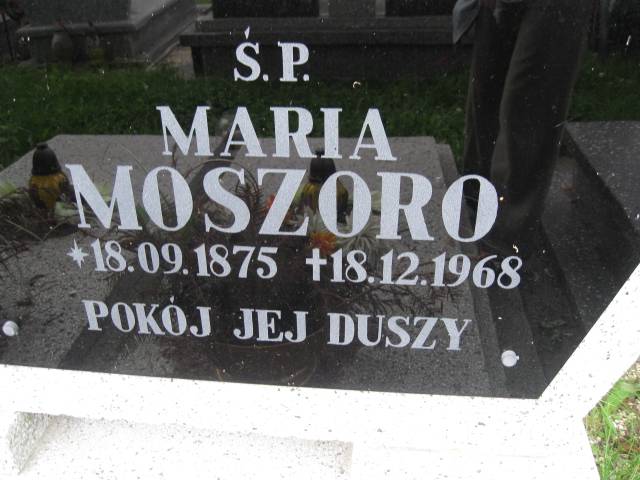 Ś.P.
MARIA
MOSZORO
*18.09.1875 †18.12.1968
POKÓJ JEJ DUSZY